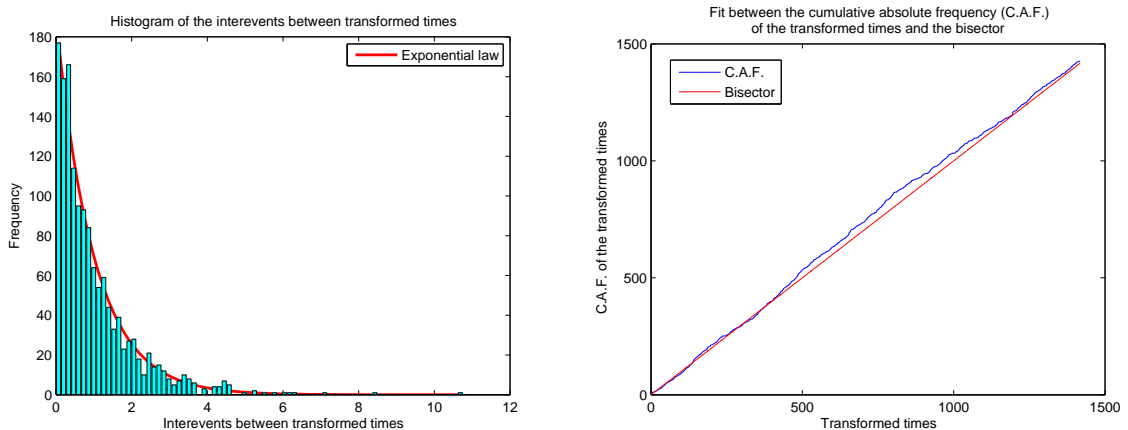 Histogram of the interevents between transformed times
180
160
140
120
100
80
60
40
20
0
Frequency
0 2 4 6 8 10 12
Interevents between transformed times
Exponential law
Fit between the cumulative absolute frequency (C.A.F.)
of the transformed times and the bisector
1500
1000
500
0
C.A.F. of the transformed times
0 500 1000 1500
Transformed times
C.A.F.
Bisector